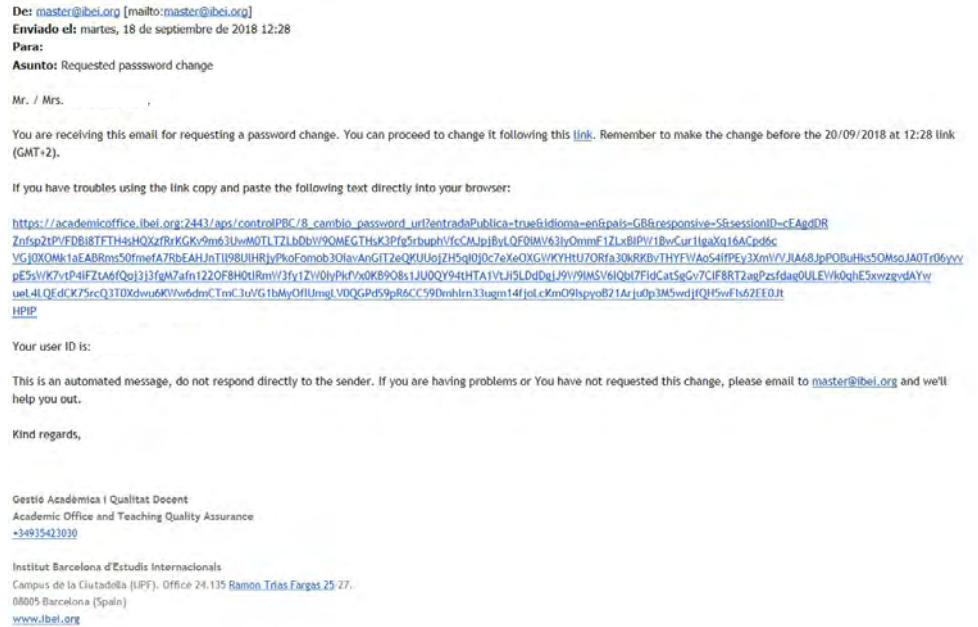 De: master@ibei.org [mailto:master@ibei.org]
Enviado el: martes, 18 de septiembre de 2018 12:28
Para:
Asunto: Requested passsword change
Mr. / Mrs. ,
You are receiving this email for requesting a password change. You can proceed to change it following this link. Remember to make the change before the 20/09/2018 at 12:28 link
(GMT+2).
If you have troubles using the link copy and paste the following text directly into your browser:
https://academicoffice.ibei.org:2443/aps/controlPBC/8_cambio_password_url?entradaPublica=true&idioma=en&pais=GB&responsive=S&sessionID=cEAgdDR
HPIP
Your user ID is:
This is an automated message, do not respond directly to the sender. If you are having problems or You have not requested this change, please email to master@ibei.org and we'll
help you out.
Kind regards,
Gestió Acadèmica i Qualitat Docent
Academic Office and Teaching Quality Assurance
+34935423030
Institut Barcelona d'Estudis Internacionals
Campus de la Ciutadella (UPF). Office 24.135 Ramon Trias Fargas 25-27.
08005 Barcelona (Spain)
www.ibei.org